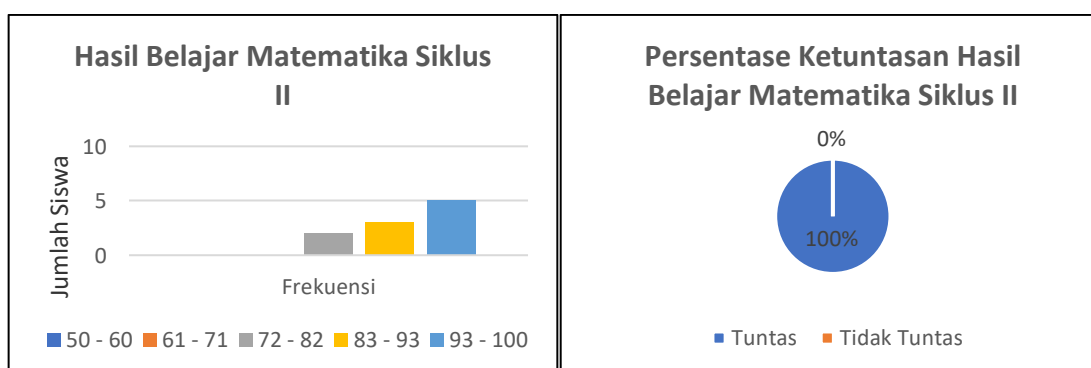 Hasil Belajar Matematika Siklus
II
Jumlah Siswa
10
5
0
Frekuensi
50 - 60 61 - 71 72 - 82 83 - 93 93 - 100
Persentase Ketuntasan Hasil
Belajar Matematika Siklus II
0%
100%
Tuntas Tidak Tuntas